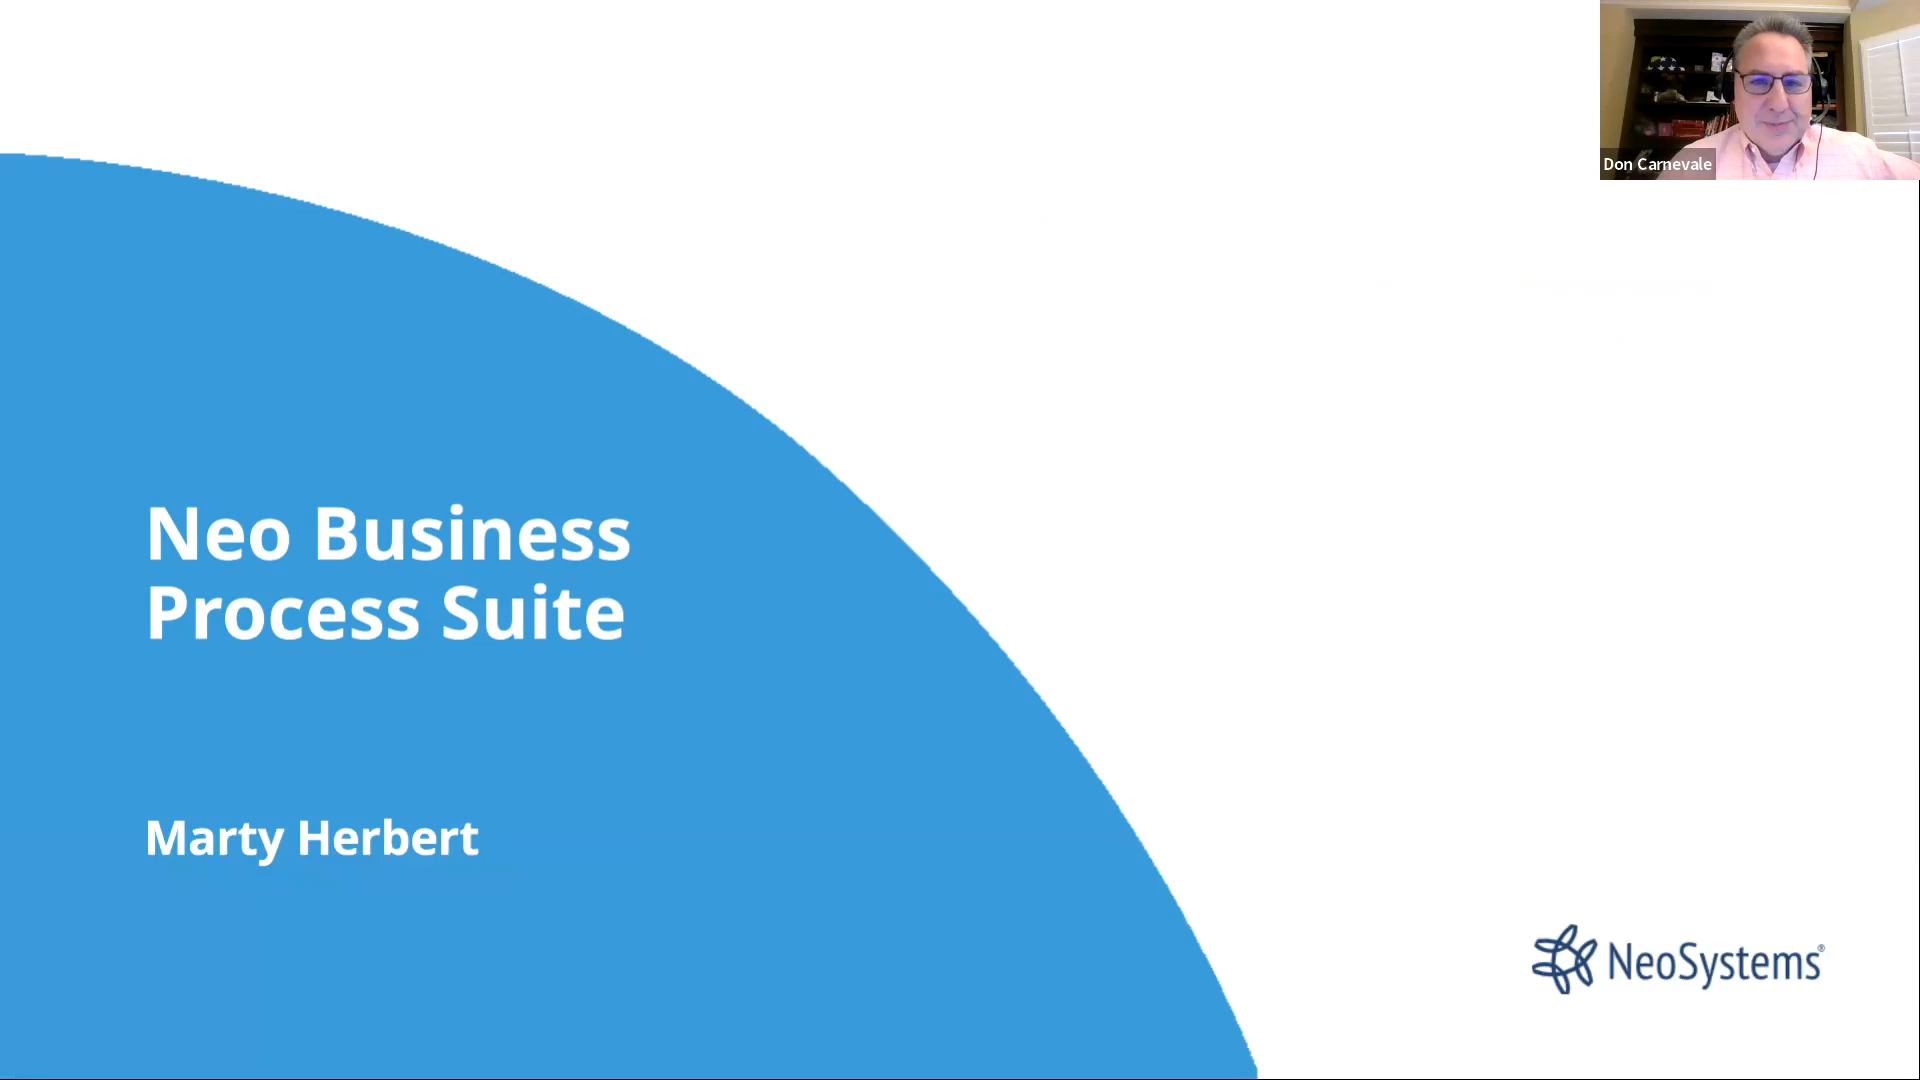 Don Carnevale
Neo Business
Process Suite
Marty Herbert
NeoSystems®